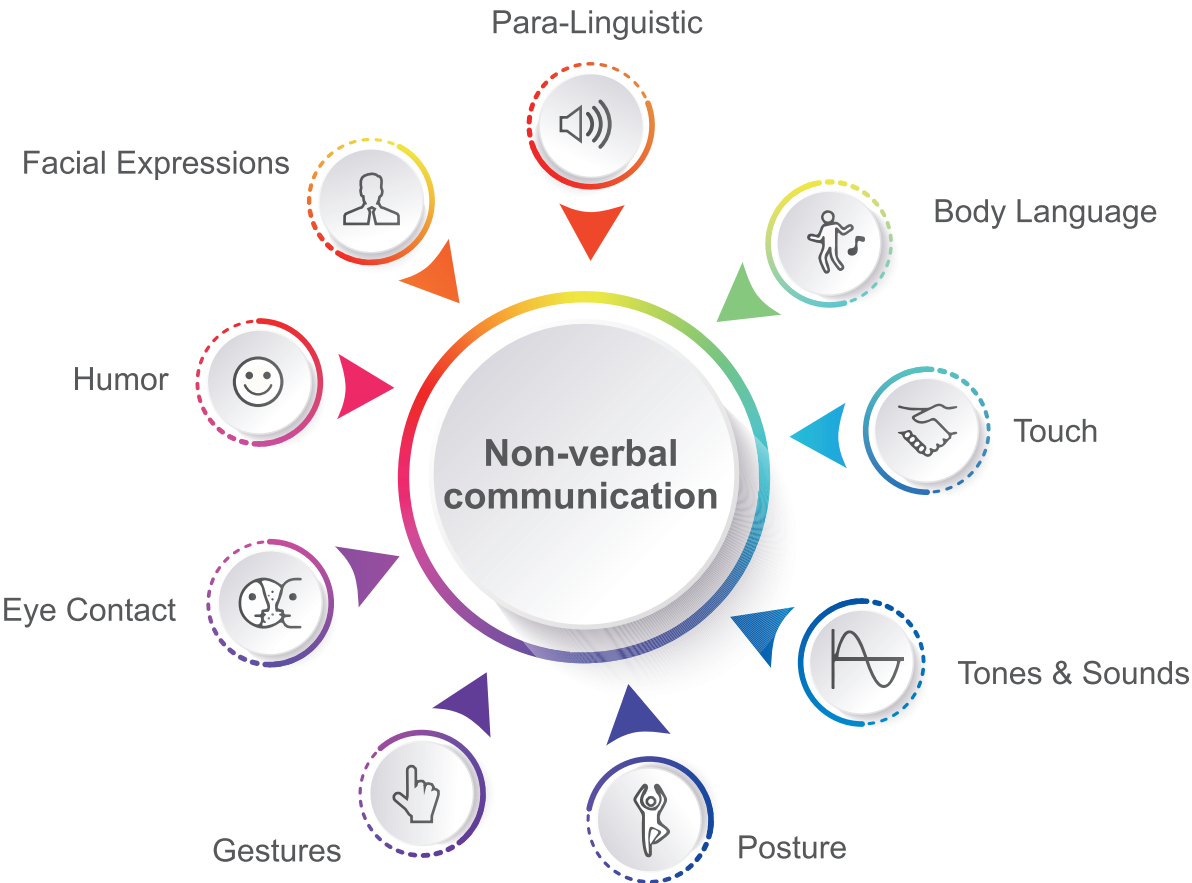 Para-Linguistic
Facial Expressions
Body Language
Humor
Touch
Non-verbal
communication
Eye Contact
Tones & Sounds
Gestures
Posture